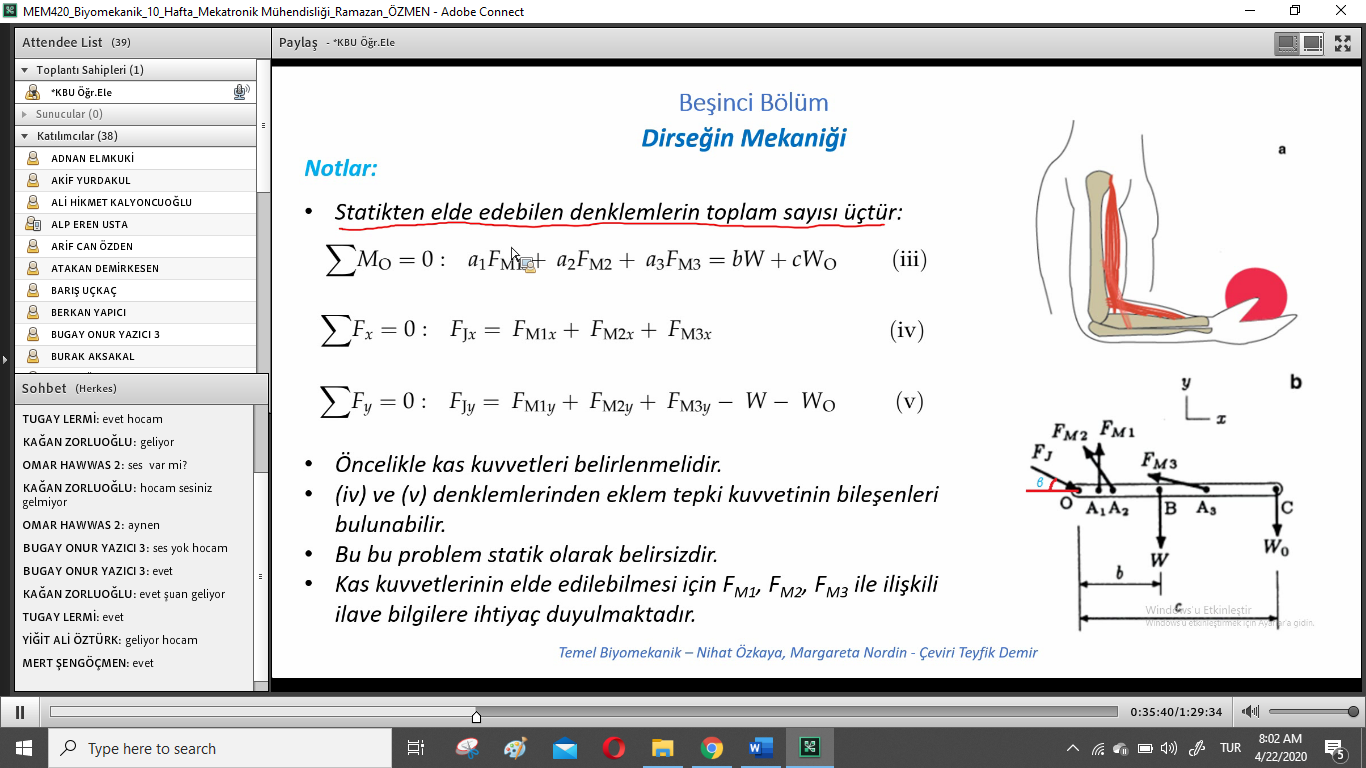 MEM420_Biyomekanik_10_Hafta_Mekatronik Mühendisliği_Ramazan_ÖZMEN - Adobe Connect
Attendee List (39)
Toplantı Sahipleri (1)
*KBU Öğr.Ele
Sunucular (0)
Katılımcılar (38)
ADNAN ELMKUKİ
AKİF YURDAKUL
ALİ HİKMET KALYONCUOĞLU
ALP EREN USTA
ARİF CAN ÖZDEN
ATAKAN DEMİRKESEN
BARIŞ UÇKAÇ
BERKAN YAPICI
BUGAY ONUR YAZICI 3
BURAK AKSAKAL
Sohbet (Herkes)
TUGAY LERMİ: evet hocam
KAĞAN ZORLUOĞLU: geliyor
OMAR HAWWAS 2: ses var mi?
KAĞAN ZORLUOĞLU: hocam sesiniz
gelmiyor
OMAR HAWWAS 2: aynen
BUGAY ONUR YAZICI 3: ses yok hocam
BUGAY ONUR YAZICI 3: evet
KAĞAN ZORLUOĞLU: evet şuan geliyor
TUGAY LERMİ: evet
YİĞİT ALİ ÖZTÜRK: geliyor hocam
MERT ŞENGÖÇMEN: evet
Paylaş - *KBU Öğr.Ele
Beşinci Bölüm
Dirseğin Mekaniği
Notlar:
• Statikten elde edebilen denklemlerin toplam sayısı üçtür:
∑M_O = 0 : a₁F_M1 + a₂F_M2 + a₃F_M3 = bW + cW_O (iii)
∑F_x = 0 : F_Jx = F_M1x + F_M2x + F_M3x (iv)
∑F_y = 0 : F_Jy = F_M1y + F_M2y + F_M3y − W − W_O (v)
• Öncelikle kas kuvvetleri belirlenmelidir.
• (iv) ve (v) denklemlerinden eklem tepki kuvvetinin bileşenleri
bulunabilir.
• Bu bu problem statik olarak belirsizdir.
• Kas kuvvetlerinin elde edilebilmesi için F_M1, F_M2, F_M3 ile ilişkili
ilave bilgilere ihtiyaç duyulmaktadır.
Temel Biyomekanik – Nihat Özkaya, Margareta Nordin - Çeviri Teyfik Demir
a
b
y
x
F_M2 F_M1
F_J F_M3
θ
O A₁ A₂ B A₃ C
W W₀
b
c
Windows'u Etkinleştir
Windows'u etkinleştirmek için Ayarlar'a gidin.
0:35:40/1:29:34
Type here to search
TUR
8:02 AM
4/22/2020
5